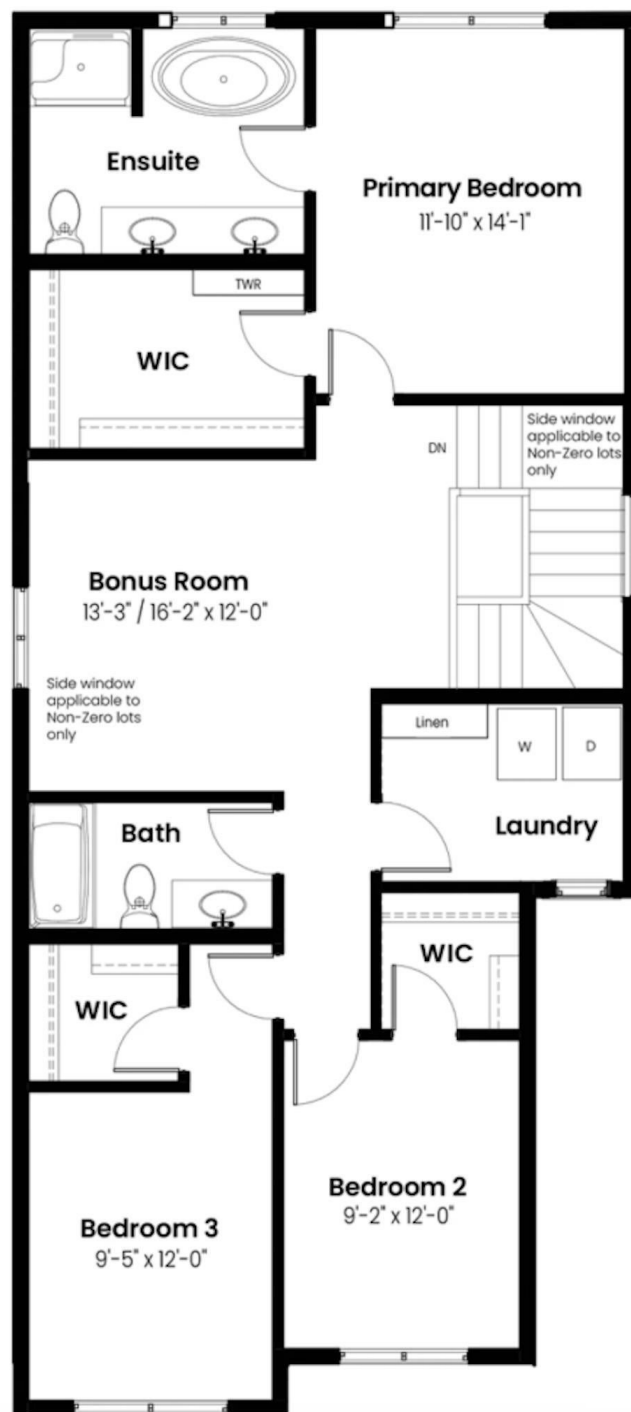 Ensuite
Primary Bedroom
11'-10" x 14'-1"
TWR
WIC
DN
Side window
applicable to
Non-Zero lots
only
Bonus Room
13'-3" / 16'-2" x 12'-0"
Side window
applicable to
Non-Zero lots
only
Linen
W
D
Laundry
Bath
WIC
WIC
Bedroom 2
9'-2" x 12'-0"
Bedroom 3
9'-5" x 12'-0"